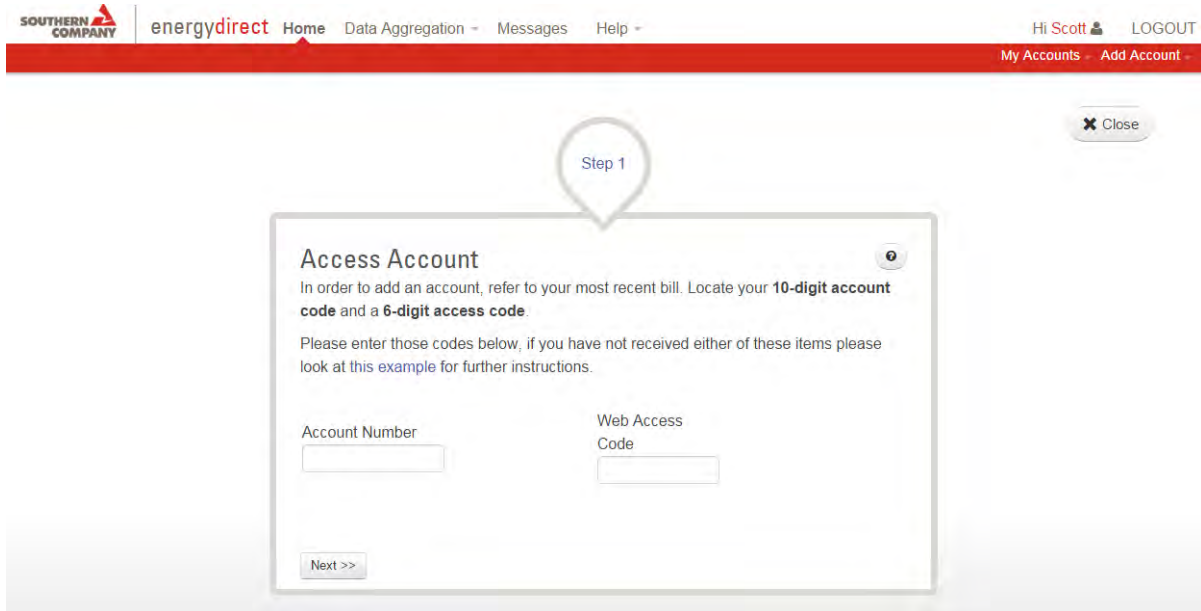 SOUTHERN COMPANY energydirect Home Data Aggregation Messages Help Hi Scott LOGOUT
My Accounts Add Account
Close
Step 1
Access Account
In order to add an account, refer to your most recent bill. Locate your 10-digit account
code and a 6-digit access code.
Please enter those codes below, if you have not received either of these items please
look at this example for further instructions.
Account Number
Web Access
Code
Next >>